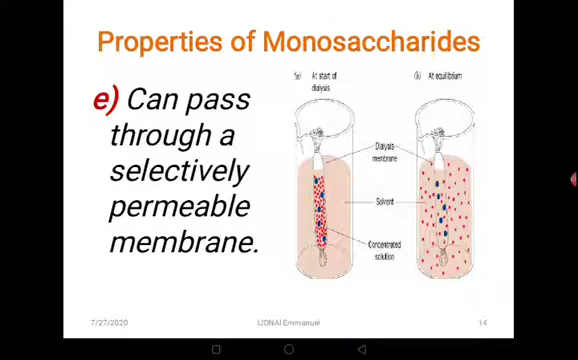 Properties of Monosaccharides
e) Can pass
through a
selectively
permeable
membrane.
(a) At start of
dialysis
(b) At equilibrium
Dialysis
membrane
Solvent
Concentrated
solution
7/27/2020
Emmanuel
14